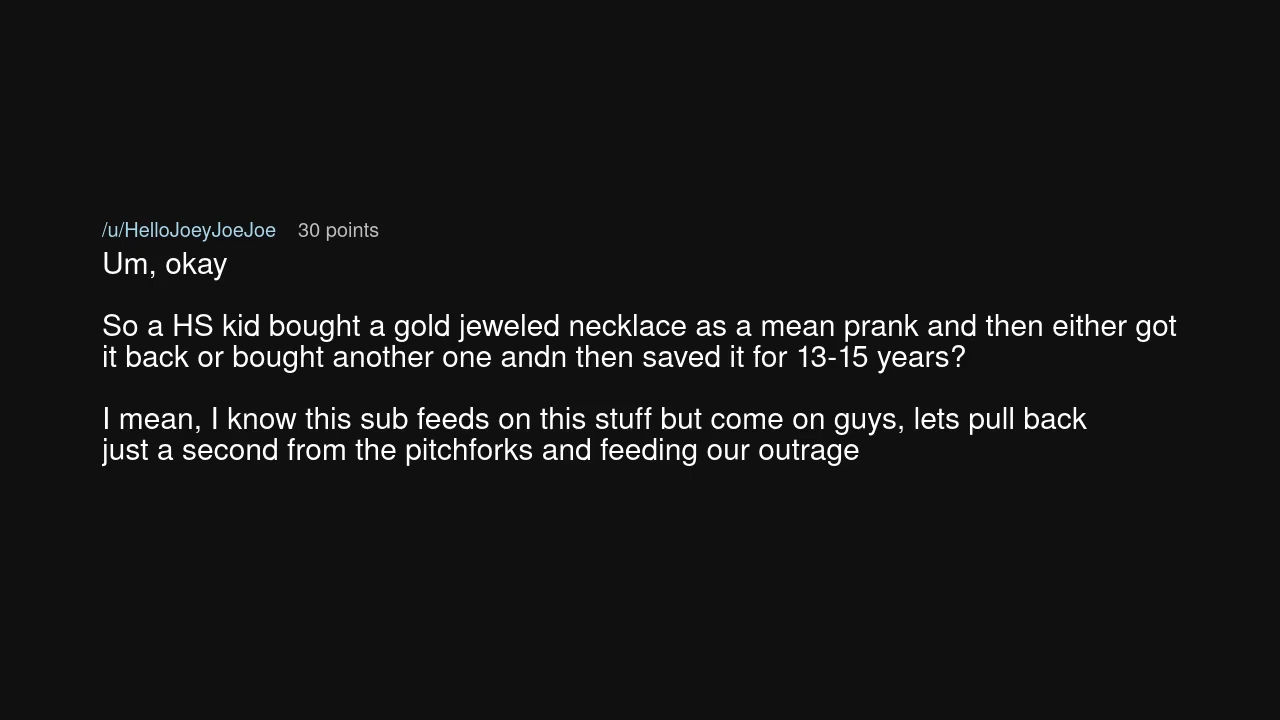 /u/HelloJoeyJoeJoe 30 points
Um, okay
So a HS kid bought a gold jeweled necklace as a mean prank and then either got
it back or bought another one andn then saved it for 13-15 years?
I mean, I know this sub feeds on this stuff but come on guys, lets pull back
just a second from the pitchforks and feeding our outrage